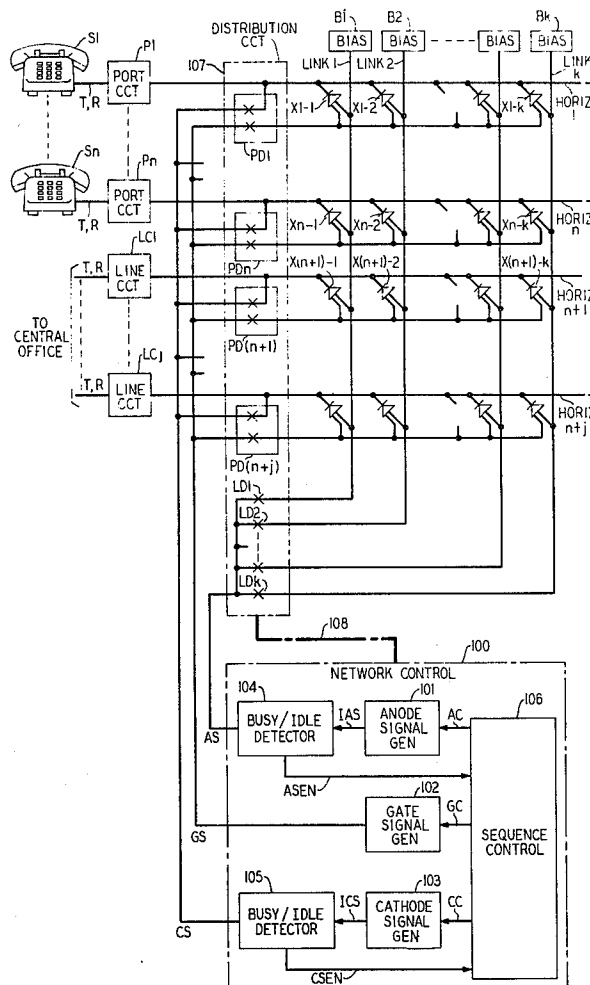 B1
B2
Bk
DISTRIBUTION
CCT
BIAS
BIAS
BIAS
BIAS
S1
P1
107
LINK 1
LINK 2
LINK
k
PORT
CCT
T,R
X1-1
X1-2
X1-k
HORIZ
1
PD1
Sn
Pn
PORT
CCT
T,R
Xn-1
Xn-2
Xn-k
HORIZ
n
PDn
LC1
T,R
LINE
CCT
X(n+1)-1
X(n+1)-2
X(n+1)-k
HORIZ
n+1
TO
CENTRAL
OFFICE
PD(n+1)
LCj
T,R
LINE
CCT
HORIZ
n+j
PD(n+j)
LD1
LD2
LDk
108
100
NETWORK CONTROL
104
101
106
BUSY/IDLE
DETECTOR
IAS
ANODE
SIGNAL
GEN
AC
AS
ASEN
102
GATE
SIGNAL
GEN
GC
GS
SEQUENCE
CONTROL
105
103
BUSY/IDLE
DETECTOR
ICS
CATHODE
SIGNAL
GEN
CC
CS
CSEN